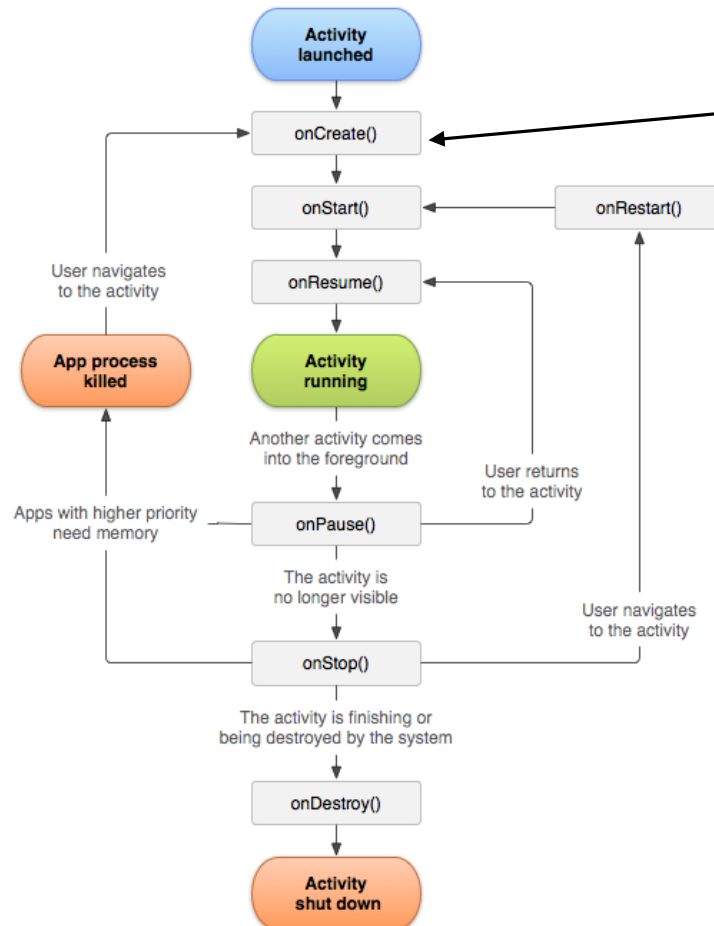 Activity
launched
onCreate()
onStart()
onRestart()
User navigates
to the activity
onResume()
App process
killed
Activity
running
Another activity comes
into the foreground
User returns
to the activity
Apps with higher priority
need memory
onPause()
The activity is
no longer visible
User navigates
to the activity
onStop()
The activity is finishing or
being destroyed by the system
onDestroy()
Activity
shut down